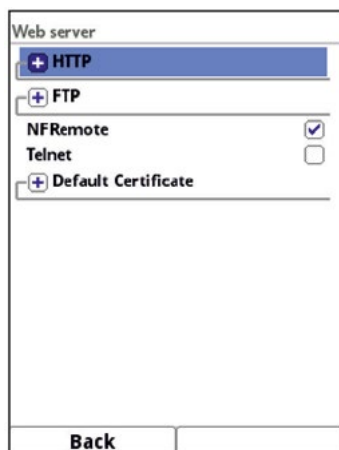 Web server
HTTP
FTP
NFRemote
Telnet
Default Certificate
Back